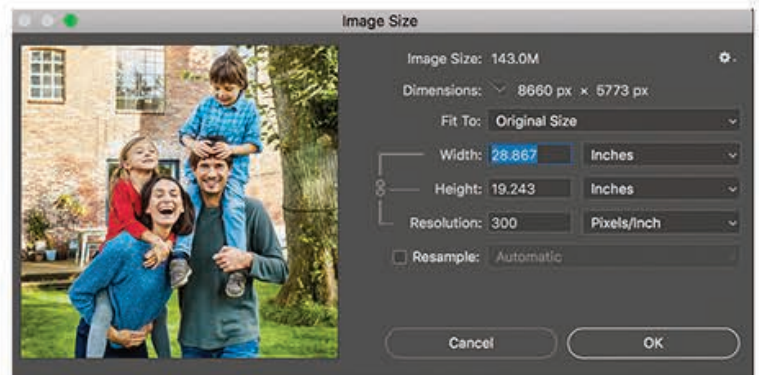 Image Size
Image Size: 143.0M
Dimensions: 8660 px × 5773 px
Fit To: Original Size
Width: 28.867 Inches
Height: 19.243 Inches
Resolution: 300 Pixels/Inch
Resample: Automatic
Cancel OK